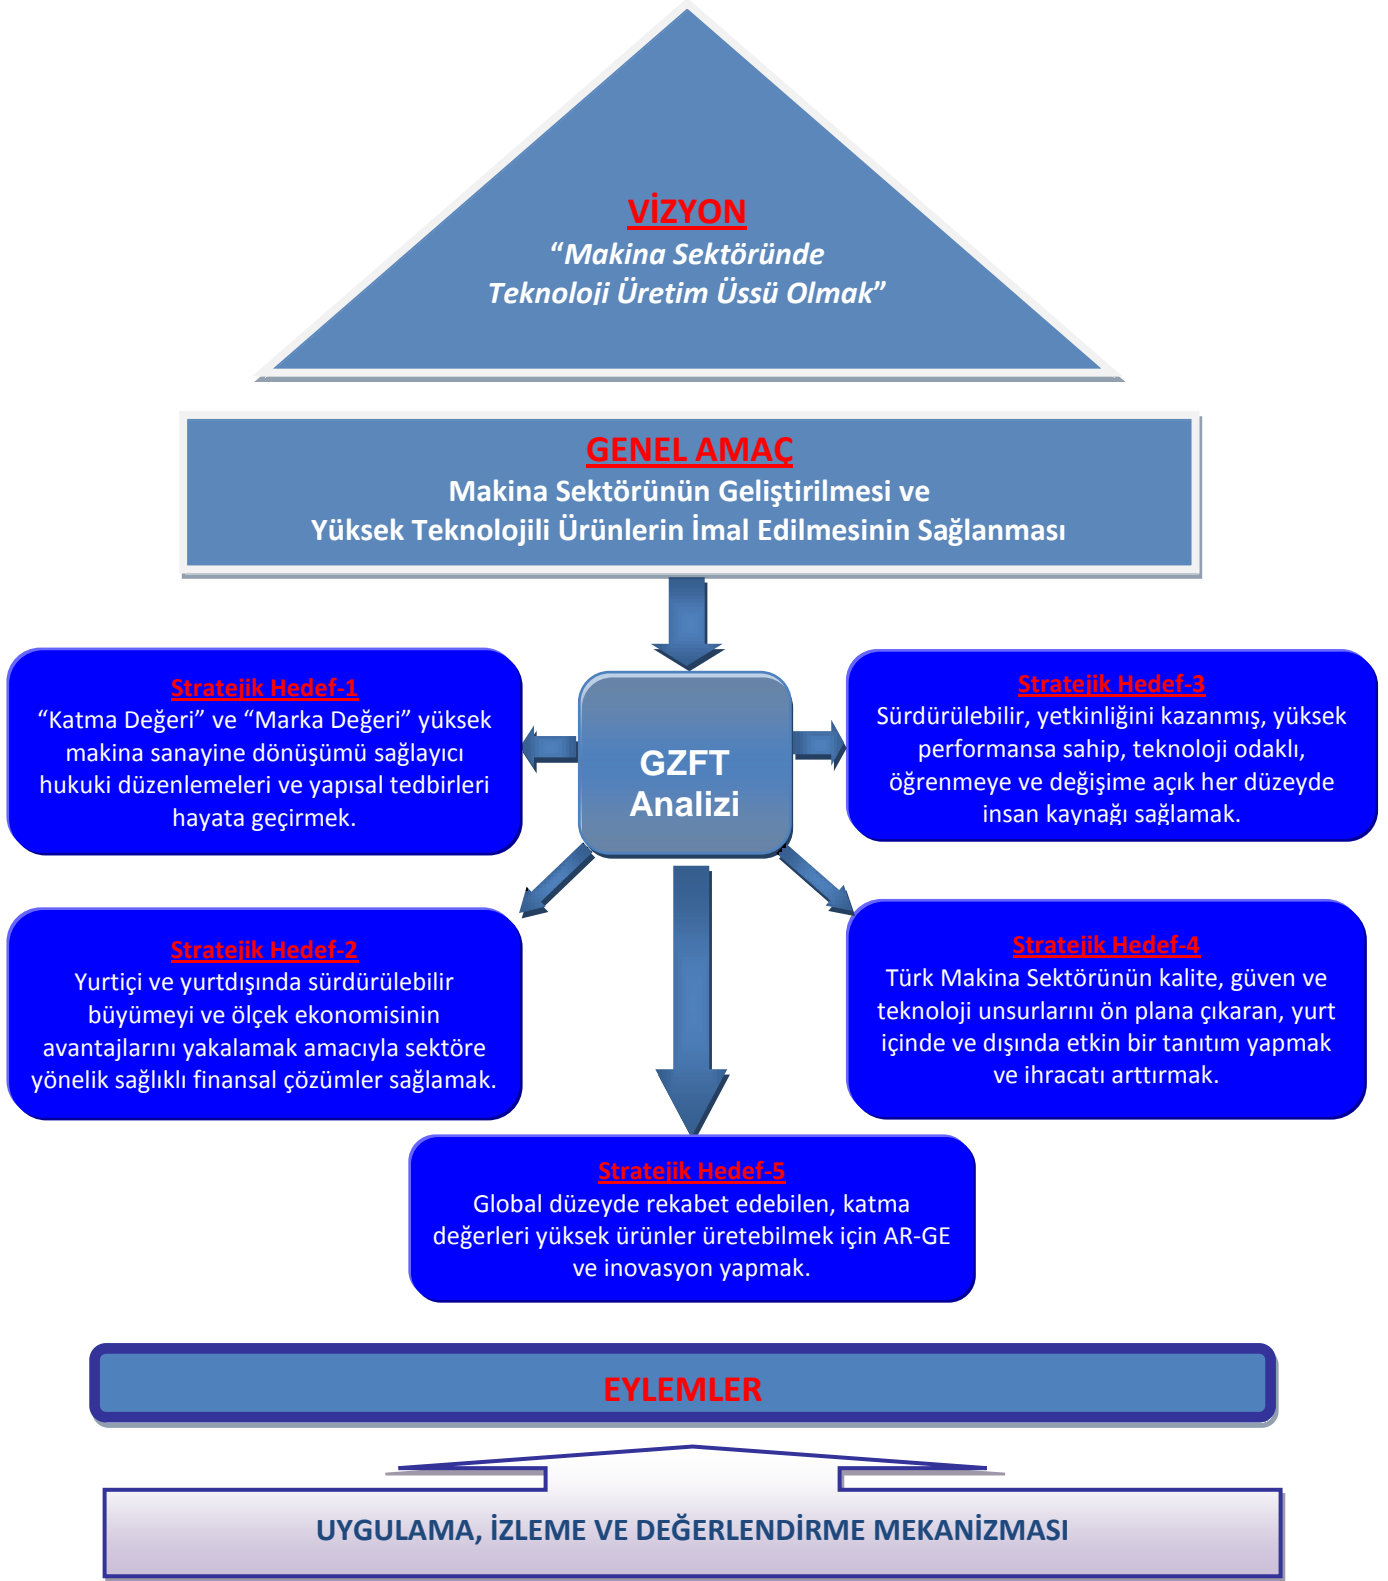 VİZYON
“Makina Sektöründe
Teknoloji Üretim Üssü Olmak”
GENEL AMAÇ
Makina Sektörünün Geliştirilmesi ve
Yüksek Teknolojili Ürünlerin İmal Edilmesinin Sağlanması
GZFT
Analizi
Stratejik Hedef-1
“Katma Değeri” ve “Marka Değeri” yüksek
makina sanayine dönüşümü sağlayıcı
hukuki düzenlemeleri ve yapısal tedbirleri
hayata geçirmek.
Stratejik Hedef-2
Yurtiçi ve yurtdışında sürdürülebilir
büyümeyi ve ölçek ekonomisinin
avantajlarını yakalamak amacıyla sektöre
yönelik sağlıklı finansal çözümler sağlamak.
Stratejik Hedef-3
Sürdürülebilir, yetkinliğini kazanmış, yüksek
performansa sahip, teknoloji odaklı,
öğrenmeye ve değişime açık her düzeyde
insan kaynağı sağlamak.
Stratejik Hedef-4
Türk Makina Sektörünün kalite, güven ve
teknoloji unsurlarını ön plana çıkaran, yurt
içinde ve dışında etkin bir tanıtım yapmak
ve ihracatı arttırmak.
Stratejik Hedef-5
Global düzeyde rekabet edebilen, katma
değerleri yüksek ürünler üretebilmek için AR-GE
ve inovasyon yapmak.
EYLEMLER
UYGULAMA, İZLEME VE DEĞERLENDİRME MEKANİZMASI